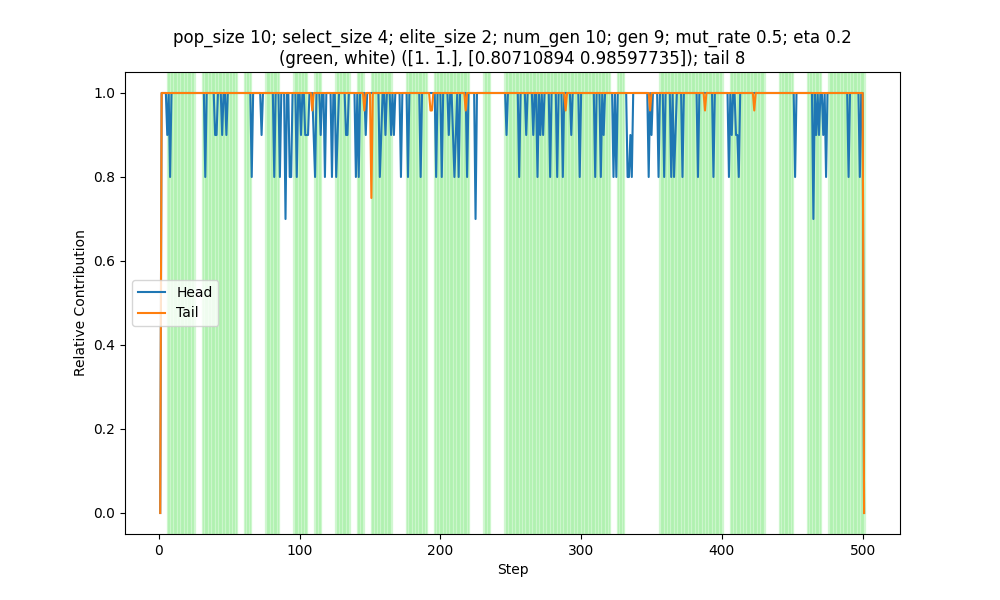 pop_size 10; select_size 4; elite_size 2; num_gen 10; gen 9; mut_rate 0.5; eta 0.2
(green, white) ([1. 1.], [0.80710894 0.98597735]); tail 8
1.0
0.8
0.6
0.4
0.2
0.0
Relative Contribution
Head
Tail
0
100
200
300
400
500
Step